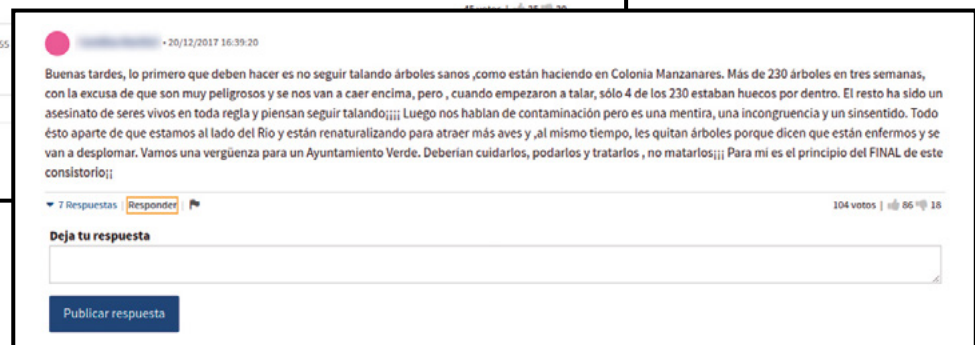 45 votos | 25 20
55
• 20/12/2017 16:39:20
Buenas tardes, lo primero que deben hacer es no seguir talando árboles sanos ,como están haciendo en Colonia Manzanares. Más de 230 árboles en tres semanas,
con la excusa de que son muy peligrosos y se nos van a caer encima, pero , cuando empezaron a talar, sólo 4 de los 230 estaban huecos por dentro. El resto ha sido un
asesinato de seres vivos en toda regla y piensan seguir talando¡¡¡¡ Luego nos hablan de contaminación pero es una mentira, una incongruencia y un sinsentido. Todo
ésto aparte de que estamos al lado del Río y están renaturalizando para atraer más aves y ,al mismo tiempo, les quitan árboles porque dicen que están enfermos y se
van a desplomar. Vamos una vergüenza para un Ayuntamiento Verde. Deberían cuidarlos, podarlos y tratarlos , no matarlos¡¡¡ Para mí es el principio del FINAL de este
consistorio¡¡
7 Respuestas | Responder |
104 votos | 86 18
Deja tu respuesta
Publicar respuesta